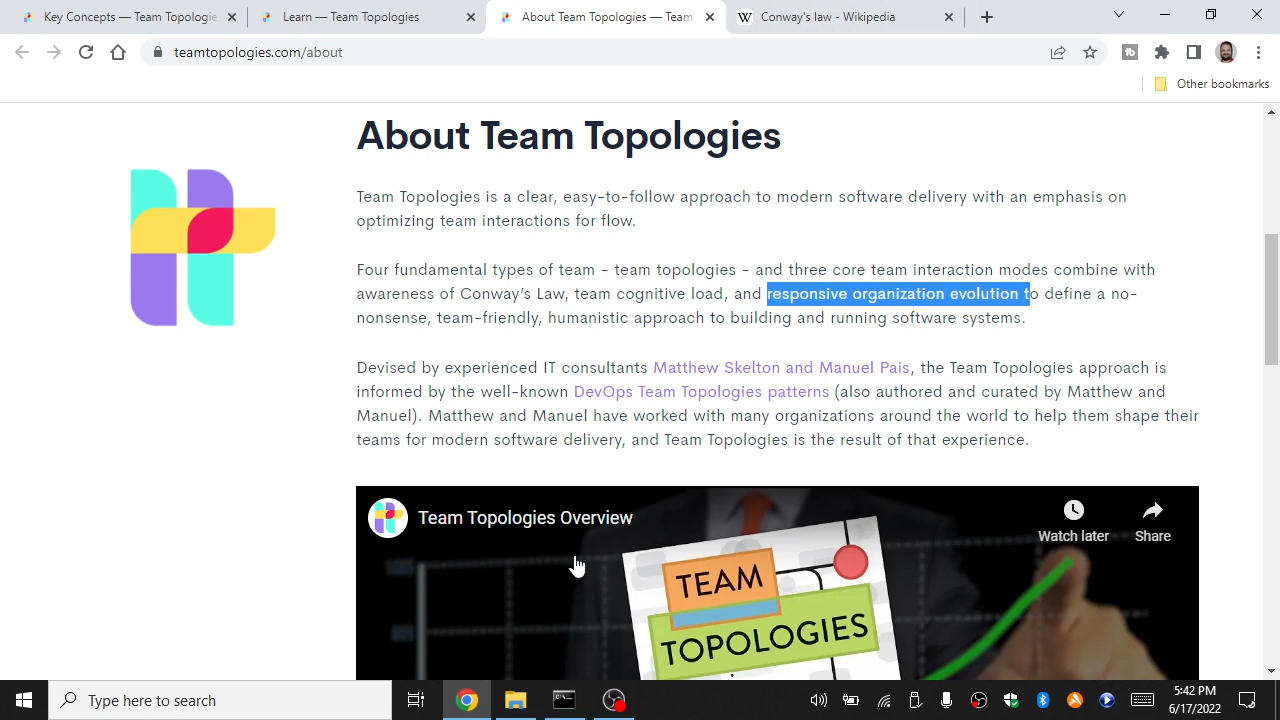 Key Concepts — Team Topologie
Learn — Team Topologies
About Team Topologies — Team
W Conway's law - Wikipedia
teamtopologies.com/about
tb
Other bookmarks
About Team Topologies
Team Topologies is a clear, easy-to-follow approach to modern software delivery with an emphasis on
optimizing team interactions for flow.
Four fundamental types of team - team topologies - and three core team interaction modes combine with
awareness of Conway's Law, team cognitive load, and responsive organization evolution to define a no-
nonsense, team-friendly, humanistic approach to building and running software systems.
Devised by experienced IT consultants Matthew Skelton and Manuel Pais, the Team Topologies approach is
informed by the well-known DevOps Team Topologies patterns (also authored and curated by Matthew and
Manuel). Matthew and Manuel have worked with many organizations around the world to help them shape their
teams for modern software delivery, and Team Topologies is the result of that experience.
Team Topologies Overview
Watch later
Share
TEAM
TOPOLOGIES
Type here to search
5:42 PM
6/17/2022